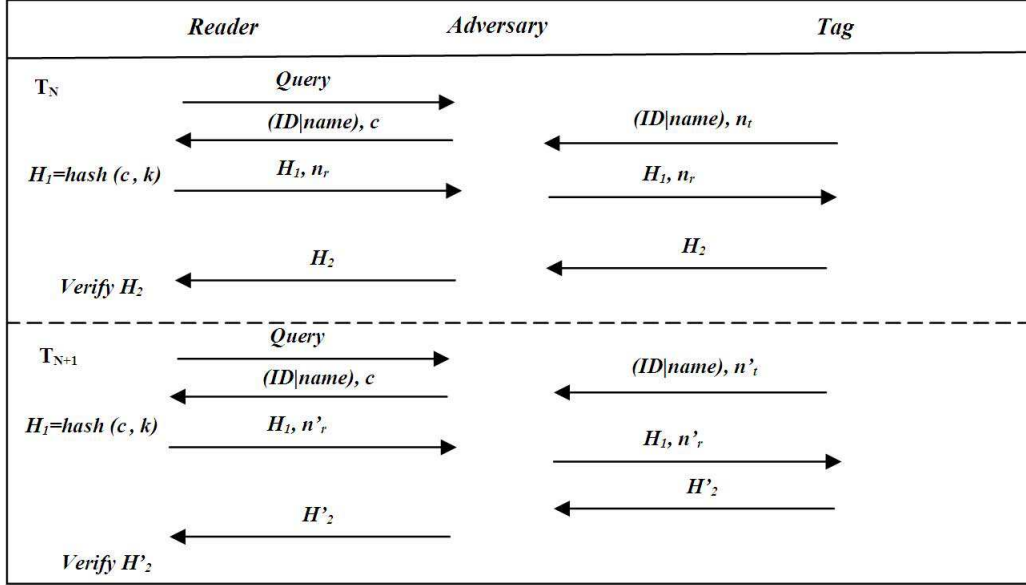 Reader Adversary Tag
T_N
Query
(ID|name), c (ID|name), n_t
H_1=hash (c , k) H_1, n_r H_1, n_r
H_2 H_2
Verify H_2
T_N+1
Query
(ID|name), c (ID|name), n'_t
H_1=hash (c , k) H_1, n'_r H_1, n'_r
H'_2
H'_2
Verify H'_2